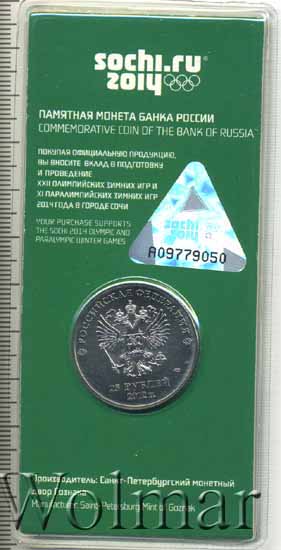 sochi.ru
2014
ПАМЯТНАЯ МОНЕТА БАНКА РОССИИ
COMMEMORATIVE COIN OF THE BANK OF RUSSIA
ПОКУПАЯ ОФИЦИАЛЬНУЮ ПРОДУКЦИЮ,
ВЫ ВНОСИТЕ ВКЛАД В ПОДГОТОВКУ
И ПРОВЕДЕНИЕ
XXII ОЛИМПИЙСКИХ ЗИМНИХ ИГР И
XI ПАРАЛИМПИЙСКИХ ЗИМНИХ ИГР
2014 ГОДА В ГОРОДЕ СОЧИ
YOUR PURCHASE SUPPORTS
THE SOCHI 2014 OLYMPIC AND
PARALYMPIC WINTER GAMES
sochi.ru
2014
A09779050
РОССИЙСКАЯ ФЕДЕРАЦИЯ
25 РУБЛЕЙ
2012 г.
Производитель: Санкт-Петербургский монетный
двор Гознака
Manufacturer: Saint-Petersburg Mint of Goznak
Wolmar